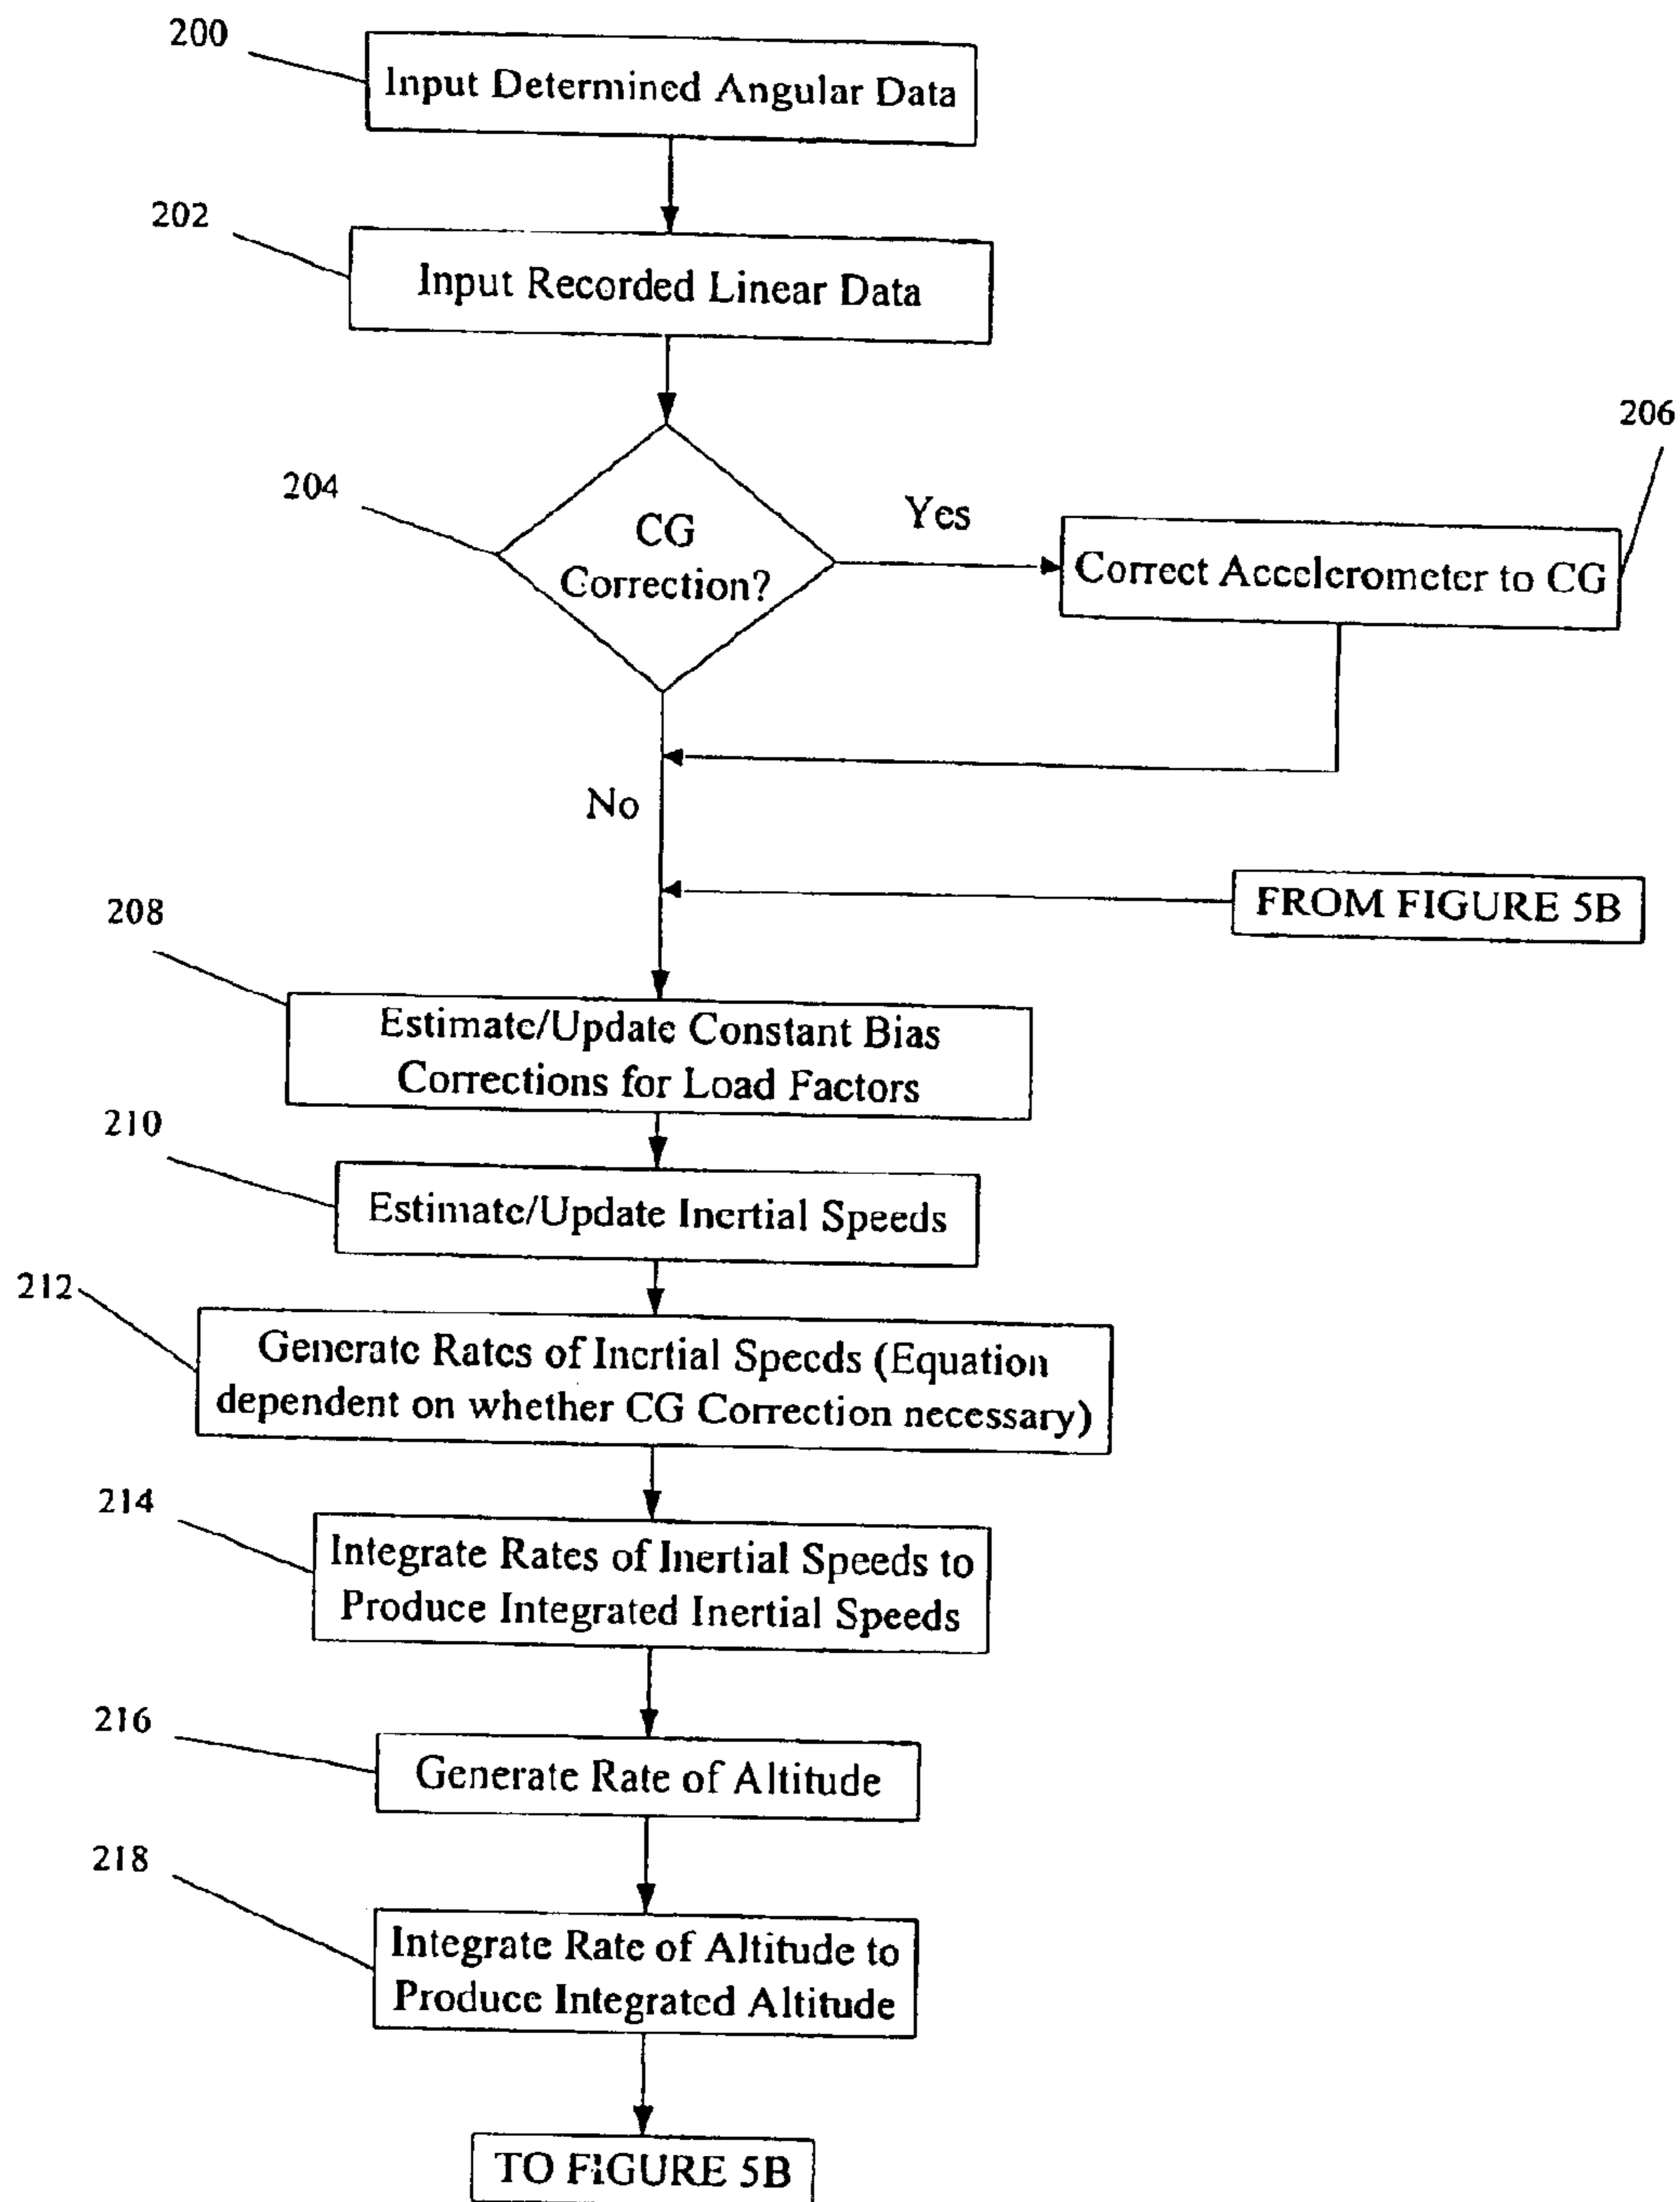 200
Input Determined Angular Data
202
Input Recorded Linear Data
204
CG
Correction?
Yes
206
Correct Accelerometer to CG
No
FROM FIGURE 5B
208
Estimate/Update Constant Bias
Corrections for Load Factors
210
Estimate/Update Inertial Speeds
212
Generate Rates of Inertial Speeds (Equation
dependent on whether CG Correction necessary)
214
Integrate Rates of Inertial Speeds to
Produce Integrated Inertial Speeds
216
Generate Rate of Altitude
218
Integrate Rate of Altitude to
Produce Integrated Altitude
TO FIGURE 5B